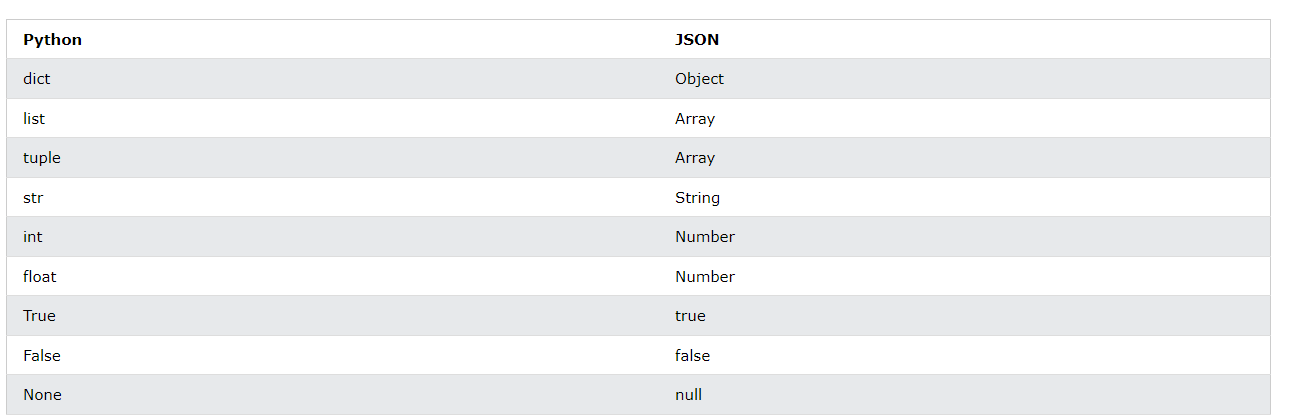 Python JSON
dict Object
list Array
tuple Array
str String
int Number
float Number
True true
False false
None null